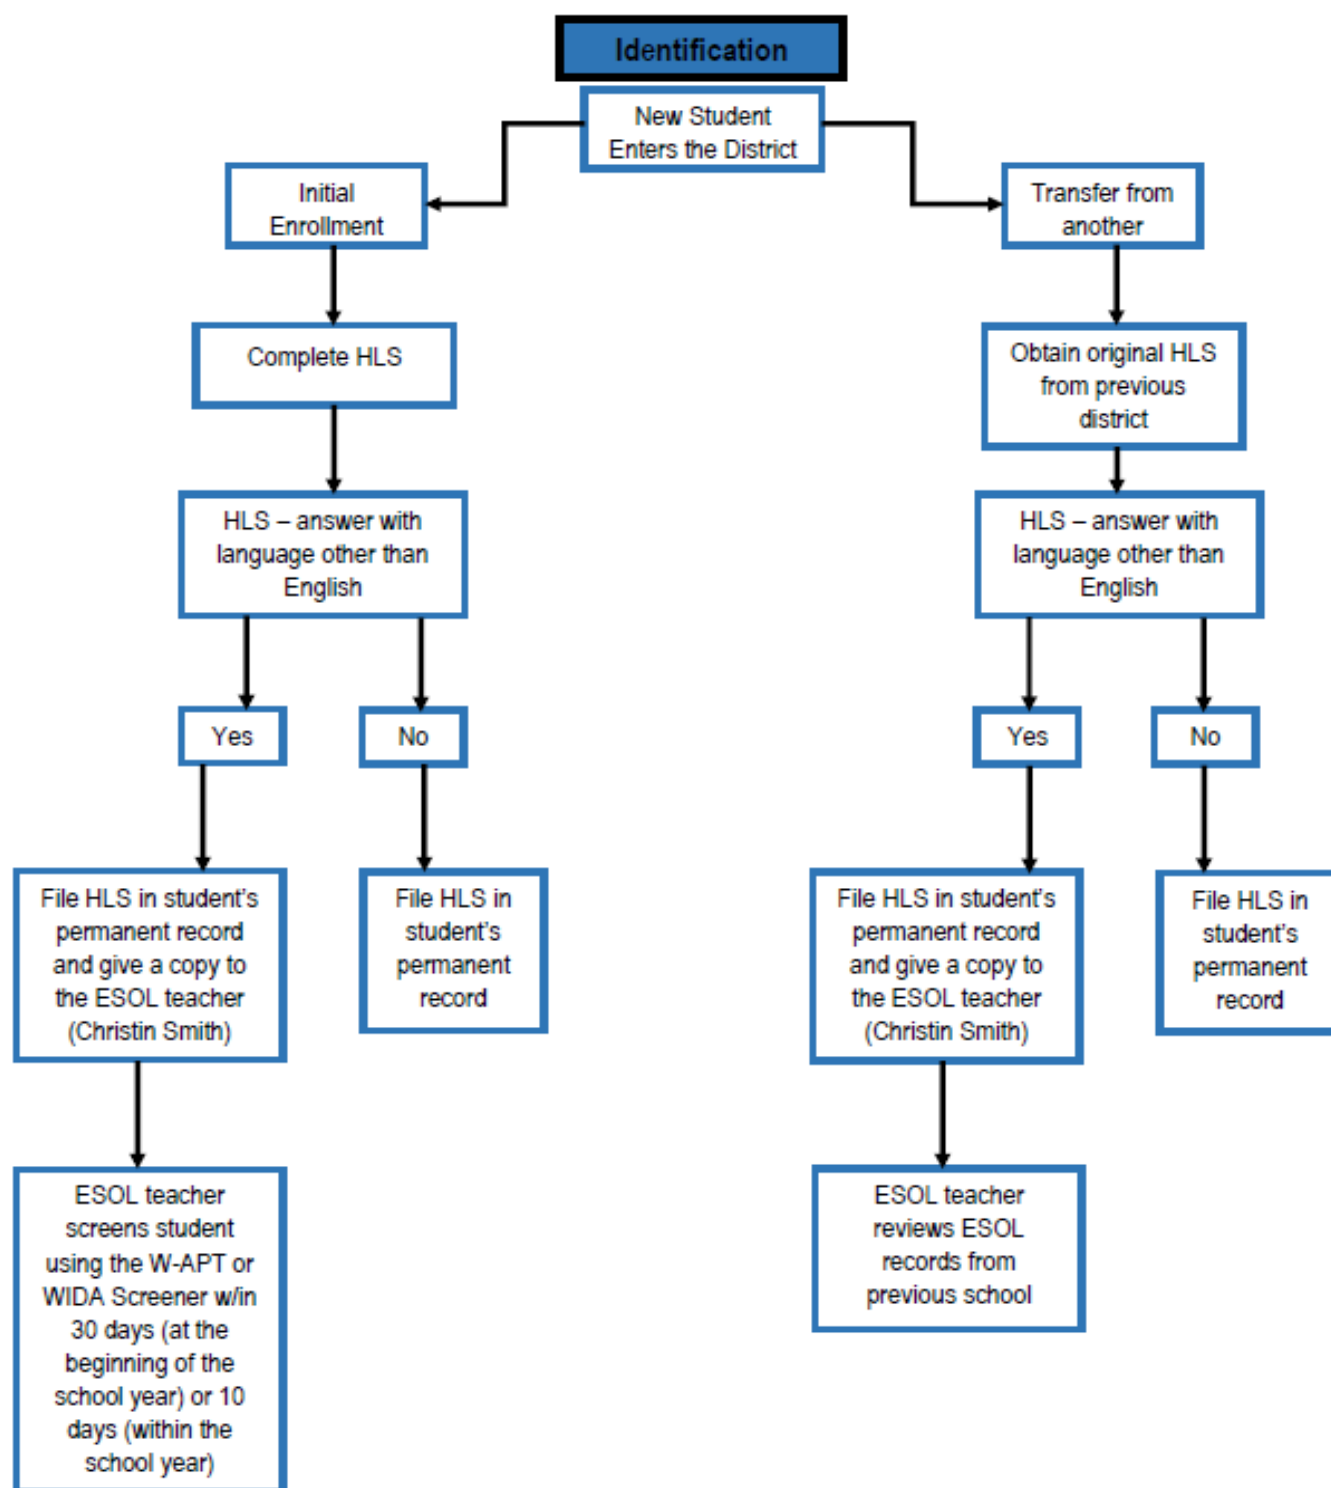 Identification
New Student
Enters the District
Initial
Enrollment
Transfer from
another
Complete HLS
Obtain original HLS
from previous
district
HLS – answer with
language other than
English
HLS – answer with
language other than
English
Yes
No
Yes
No
File HLS in student’s
permanent record
and give a copy to
the ESOL teacher
(Christin Smith)
File HLS in
student’s
permanent
record
File HLS in student’s
permanent record
and give a copy to
the ESOL teacher
(Christin Smith)
File HLS in
student’s
permanent
record
ESOL teacher
screens student
using the W-APT or
WIDA Screener w/in
30 days (at the
beginning of the
school year) or 10
days (within the
school year)
ESOL teacher
reviews ESOL
records from
previous school